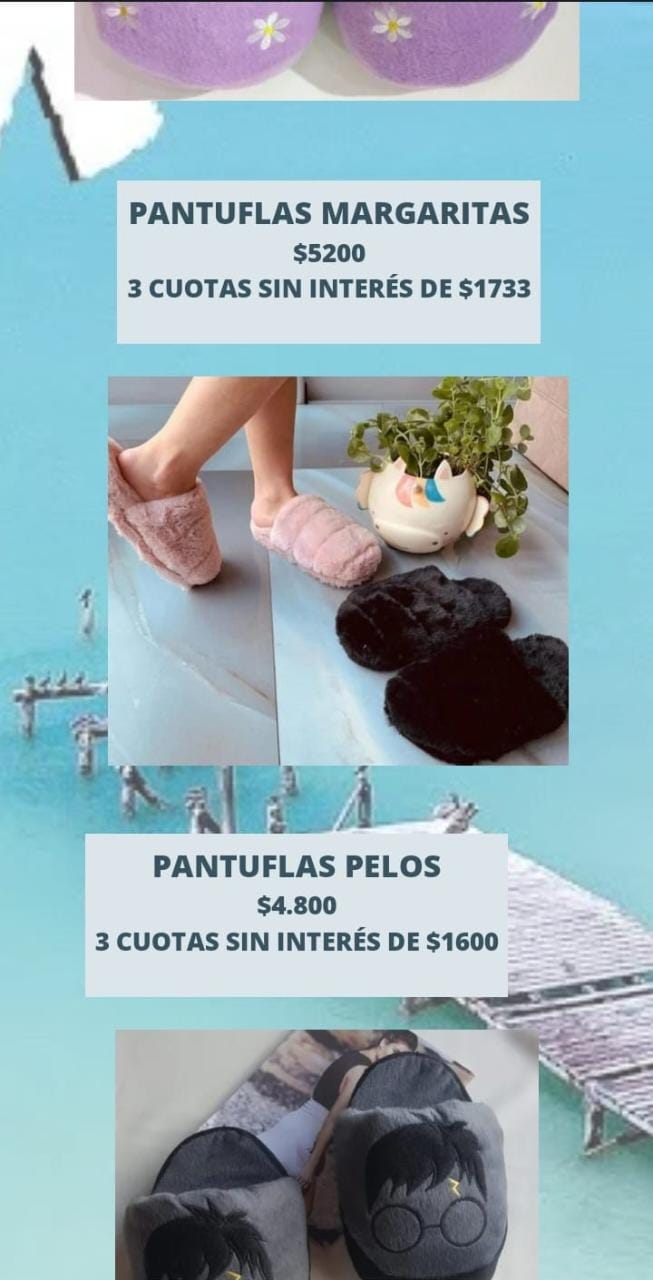 PANTUFLAS MARGARITAS
$5200
3 CUOTAS SIN INTERÉS DE $1733
PANTUFLAS PELOS
$4.800
3 CUOTAS SIN INTERÉS DE $1600